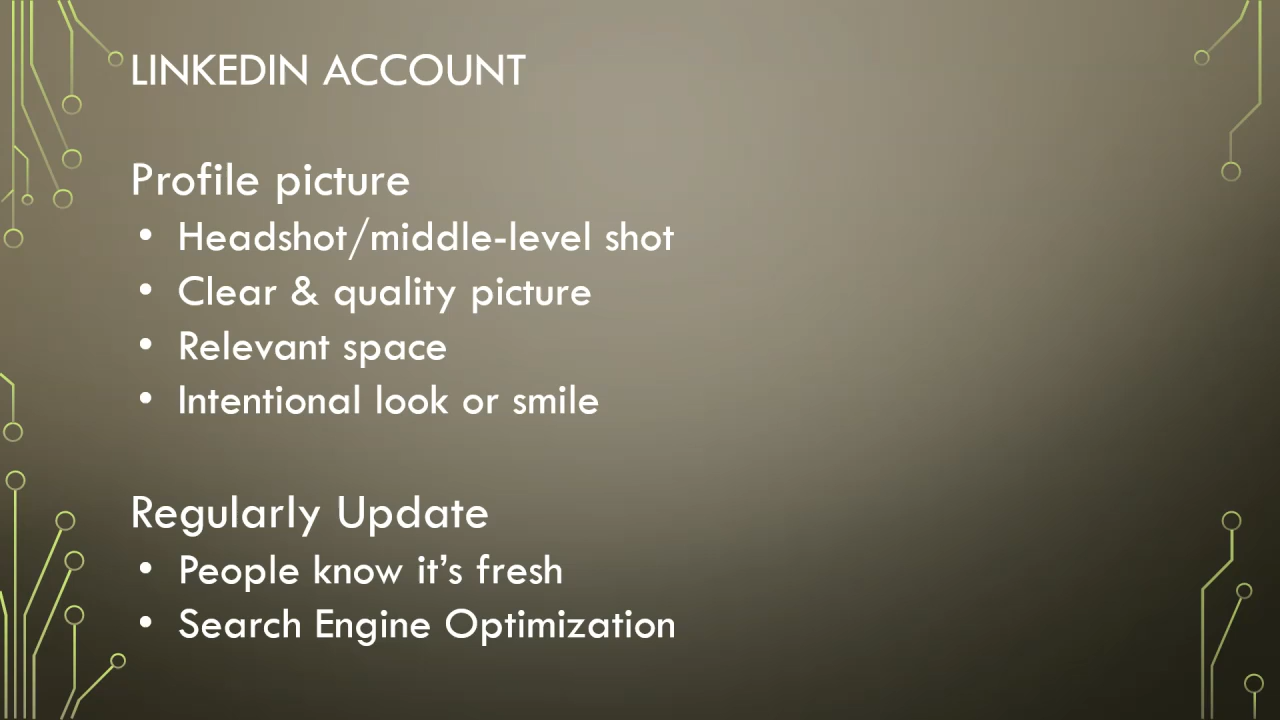 LINKEDIN ACCOUNT
Profile picture
• Headshot/middle-level shot
• Clear & quality picture
• Relevant space
• Intentional look or smile
Regularly Update
• People know it’s fresh
• Search Engine Optimization